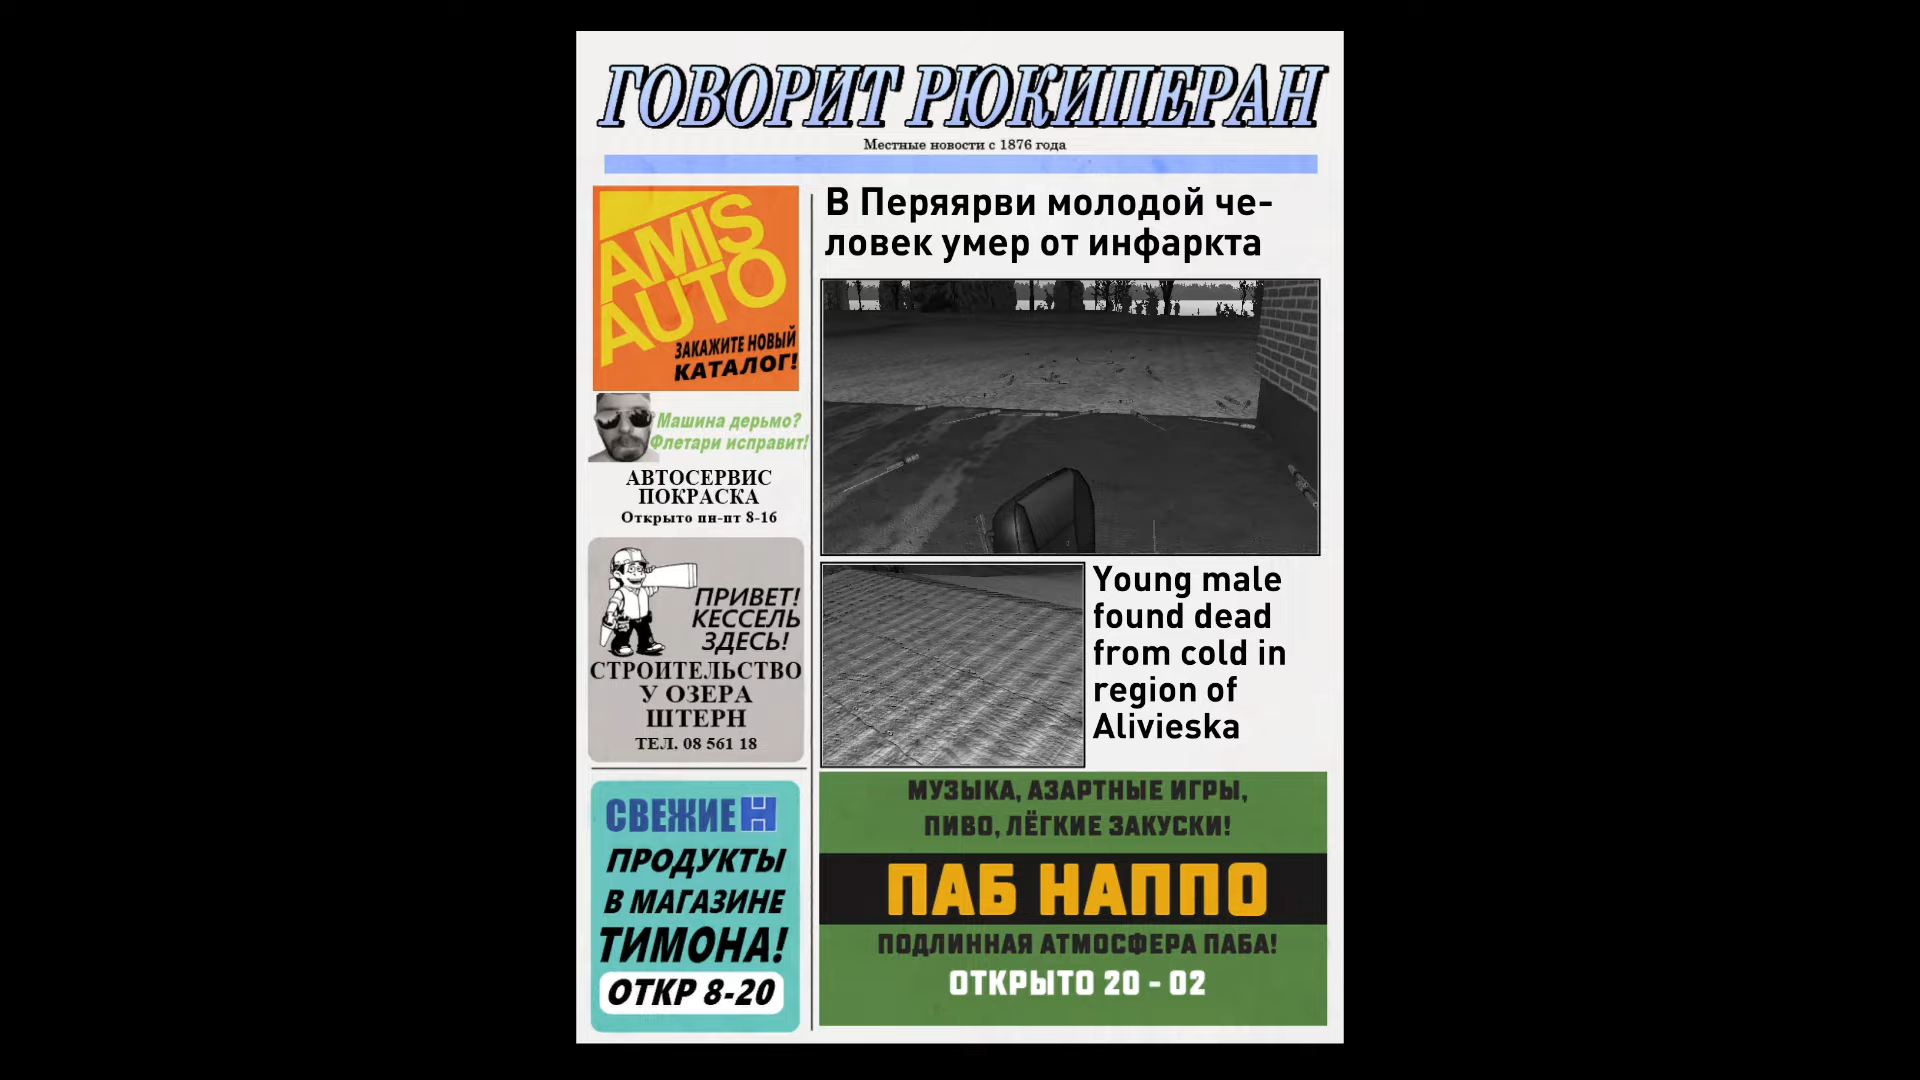 ГОВОРИТ РЮКИПЕРАН
Местные новости с 1876 года
AMIS
AUTO
ЗАКАЖИТЕ НОВЫЙ
КАТАЛОГ!
Машина дерьмо?
Флетари исправит!
АВТОСЕРВИС
ПОКРАСКА
Открыто пн-пт 8-16
ПРИВЕТ!
КЕССЕЛЬ
ЗДЕСЬ!
СТРОИТЕЛЬСТВО
У ОЗЕРА
ШТЕРН
ТЕЛ. 08 561 18
СВЕЖИЕ H
ПРОДУКТЫ
В МАГАЗИНЕ
ТИМОНА!
ОТКР 8-20
В Перяярви молодой че-
ловек умер от инфаркта
Young male
found dead
from cold in
region of
Alivieska
МУЗЫКА, АЗАРТНЫЕ ИГРЫ,
ПИВО, ЛЁГКИЕ ЗАКУСКИ!
ПАБ НАППО
ПОДЛИННАЯ АТМОСФЕРА ПАБА!
ОТКРЫТО 20 - 02